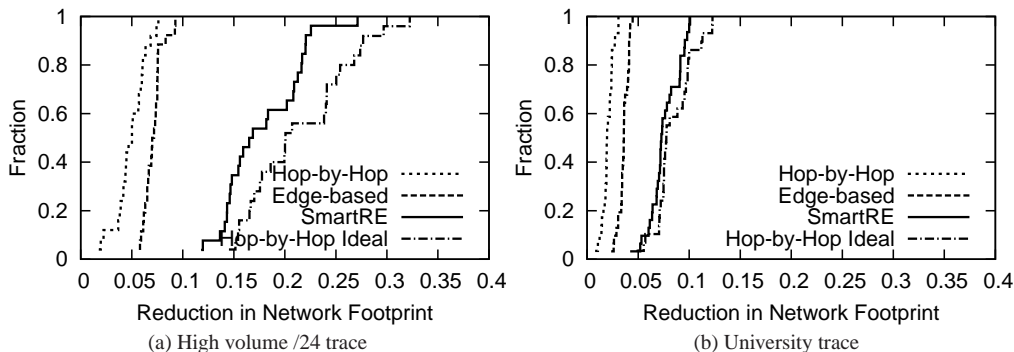 1
0.8
0.6
0.4
0.2
0
Fraction
Hop-by-Hop
Edge-based
SmartRE
Hop-by-Hop Ideal
0 0.05 0.1 0.15 0.2 0.25 0.3 0.35 0.4
Reduction in Network Footprint
(a) High volume /24 trace
1
0.8
0.6
0.4
0.2
0
Fraction
Hop-by-Hop
Edge-based
SmartRE
Hop-by-Hop Ideal
0 0.05 0.1 0.15 0.2 0.25 0.3 0.35 0.4
Reduction in Network Footprint
(b) University trace